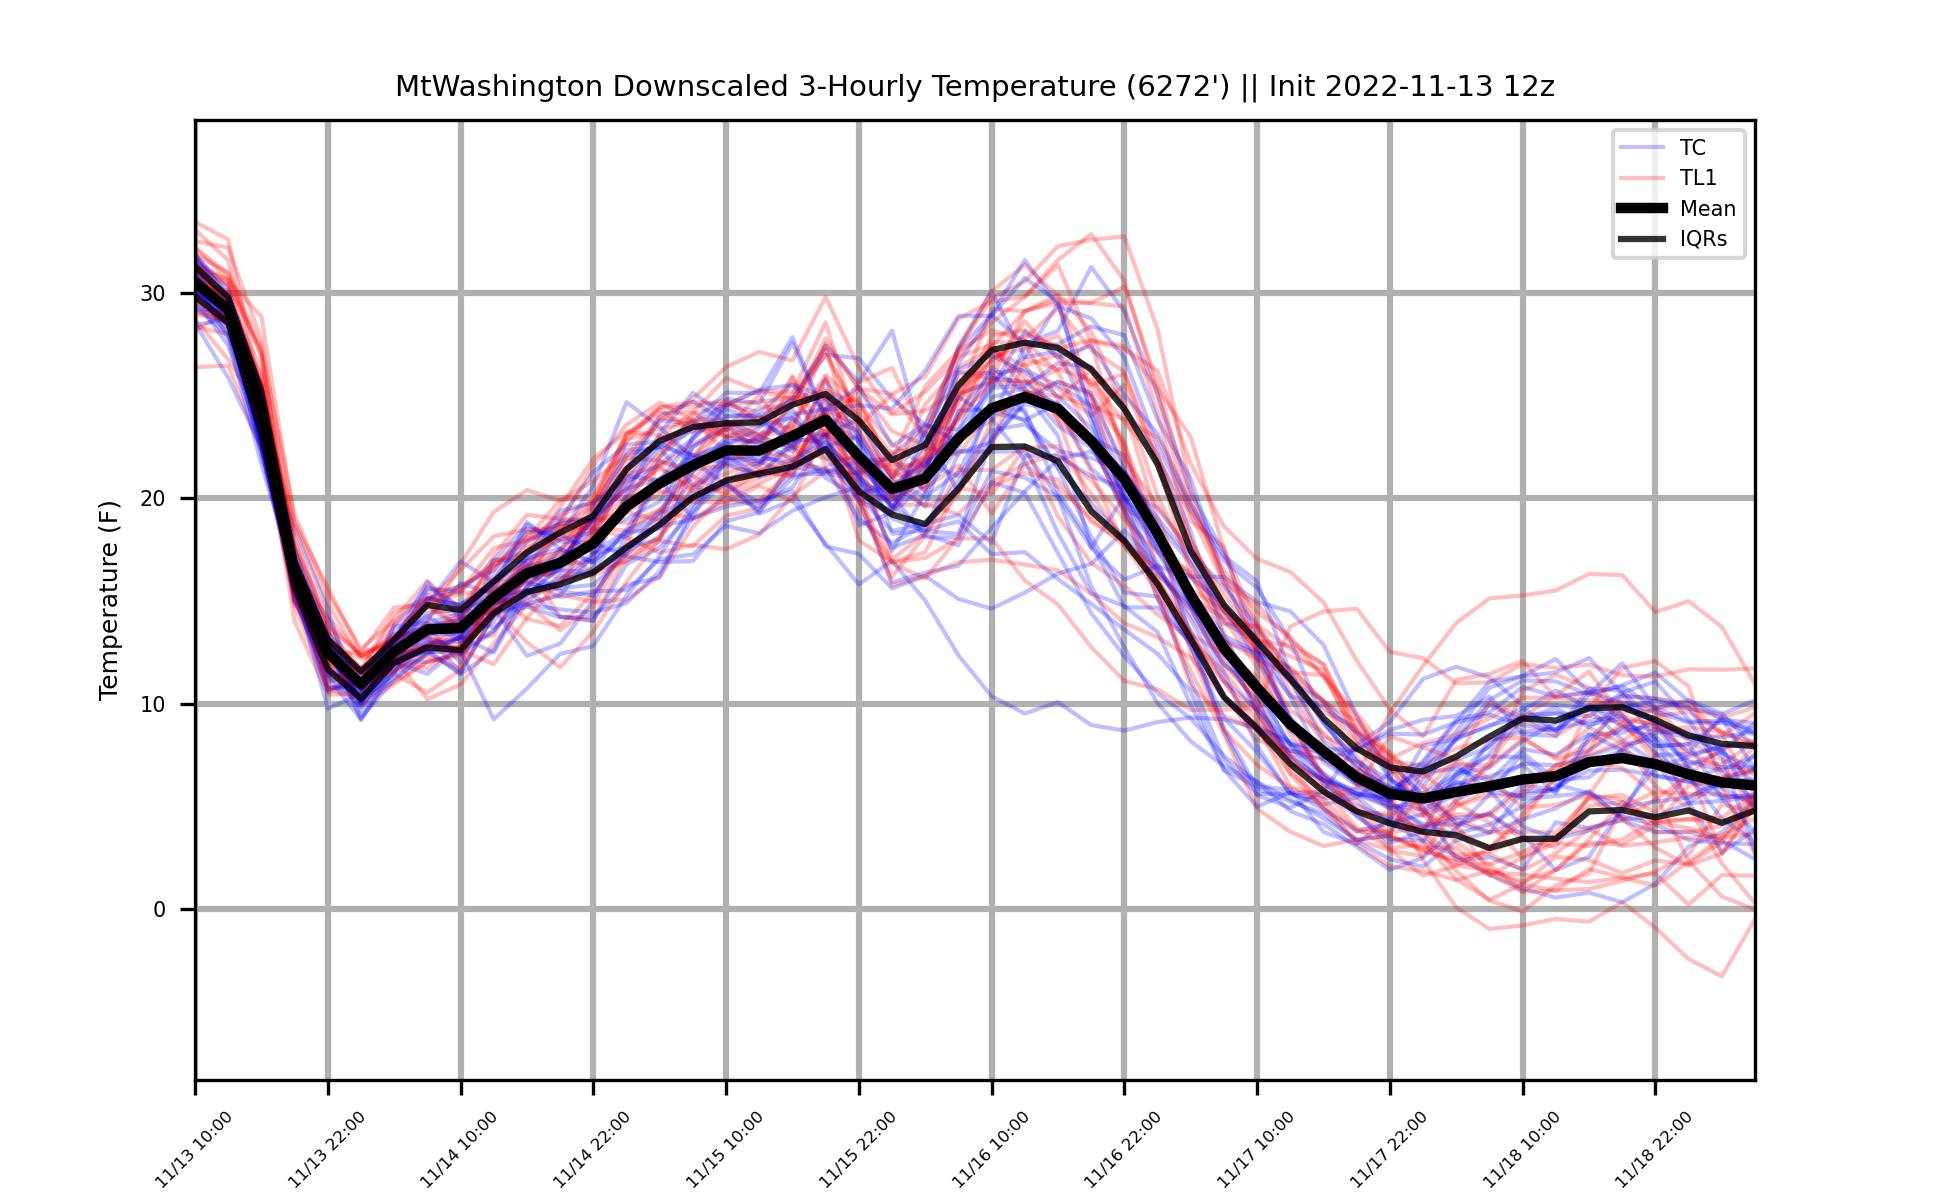 MtWashington Downscaled 3-Hourly Temperature (6272') || Init 2022-11-13 12z
TC
TL1
Mean
IQRs
Temperature (F)
30
20
10
0
11/13 10:00
11/13 22:00
11/14 10:00
11/14 22:00
11/15 10:00
11/15 22:00
11/16 10:00
11/16 22:00
11/17 10:00
11/17 22:00
11/18 10:00
11/18 22:00